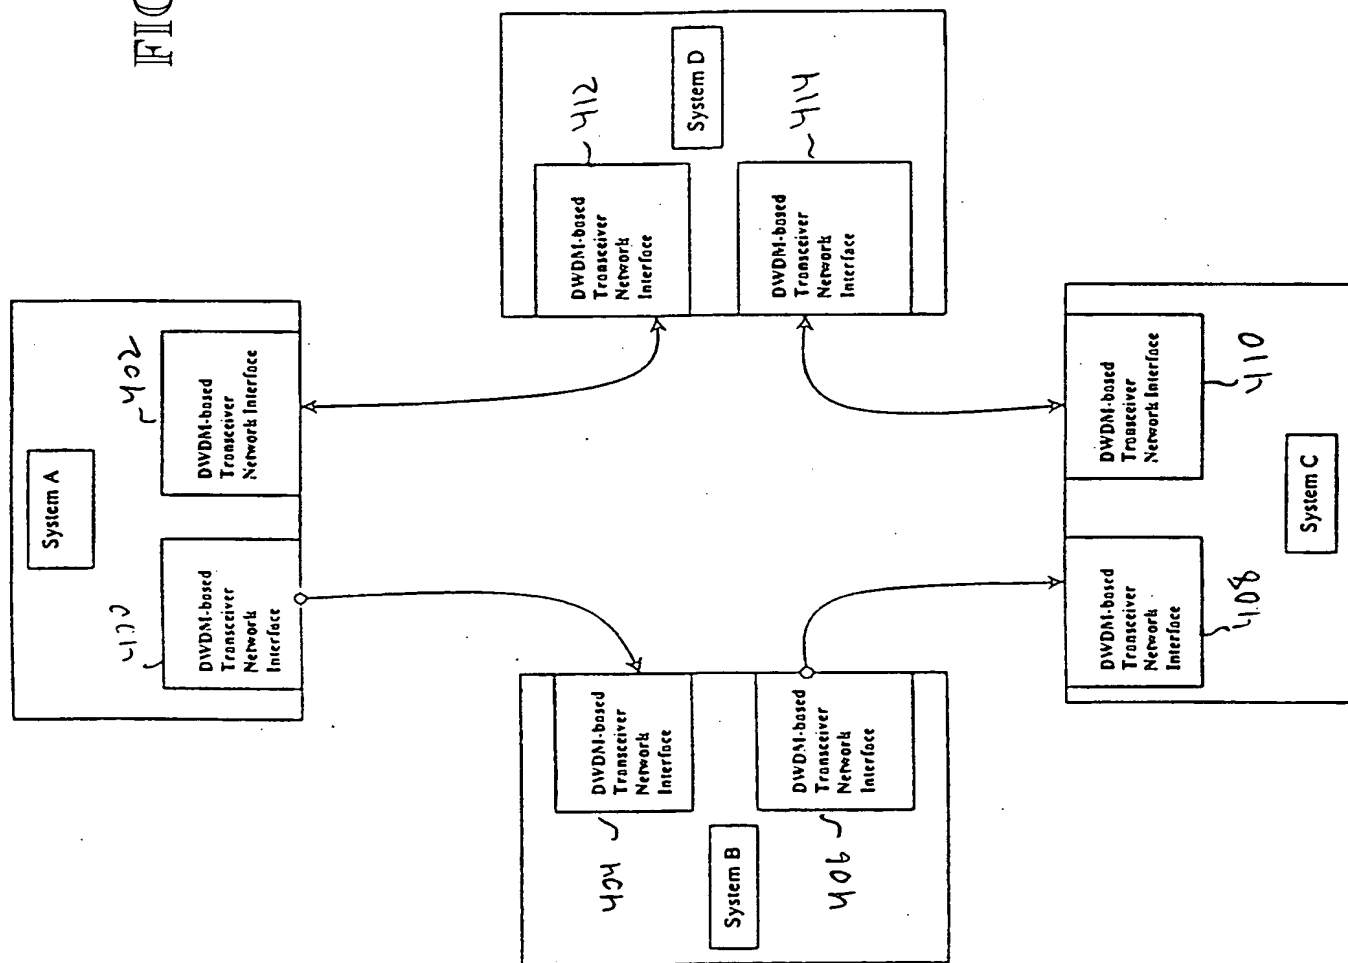 FIG
System A
400
DWDM-based
Transceiver
Network
Interface
402
DWDM-based
Transceiver
Network Interface
System B
404
DWDM-based
Transceiver
Network
Interface
406
DWDM-based
Transceiver
Network
Interface
System D
412
DWDM-based
Transceiver
Network
Interface
414
DWDM-based
Transceiver
Network
Interface
System C
408
DWDM-based
Transceiver
Network
Interface
410
DWDM-based
Transceiver
Network Interface